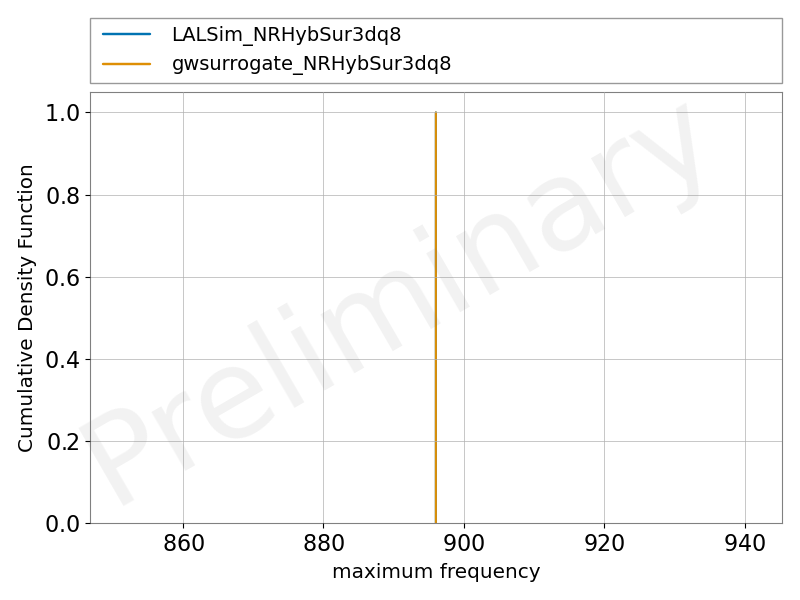 LALSim_NRHybSur3dq8
gwsurrogate_NRHybSur3dq8
1.0
0.8
0.6
0.4
0.2
0.0
Cumulative Density Function
Preliminary
860 880 900 920 940
maximum frequency